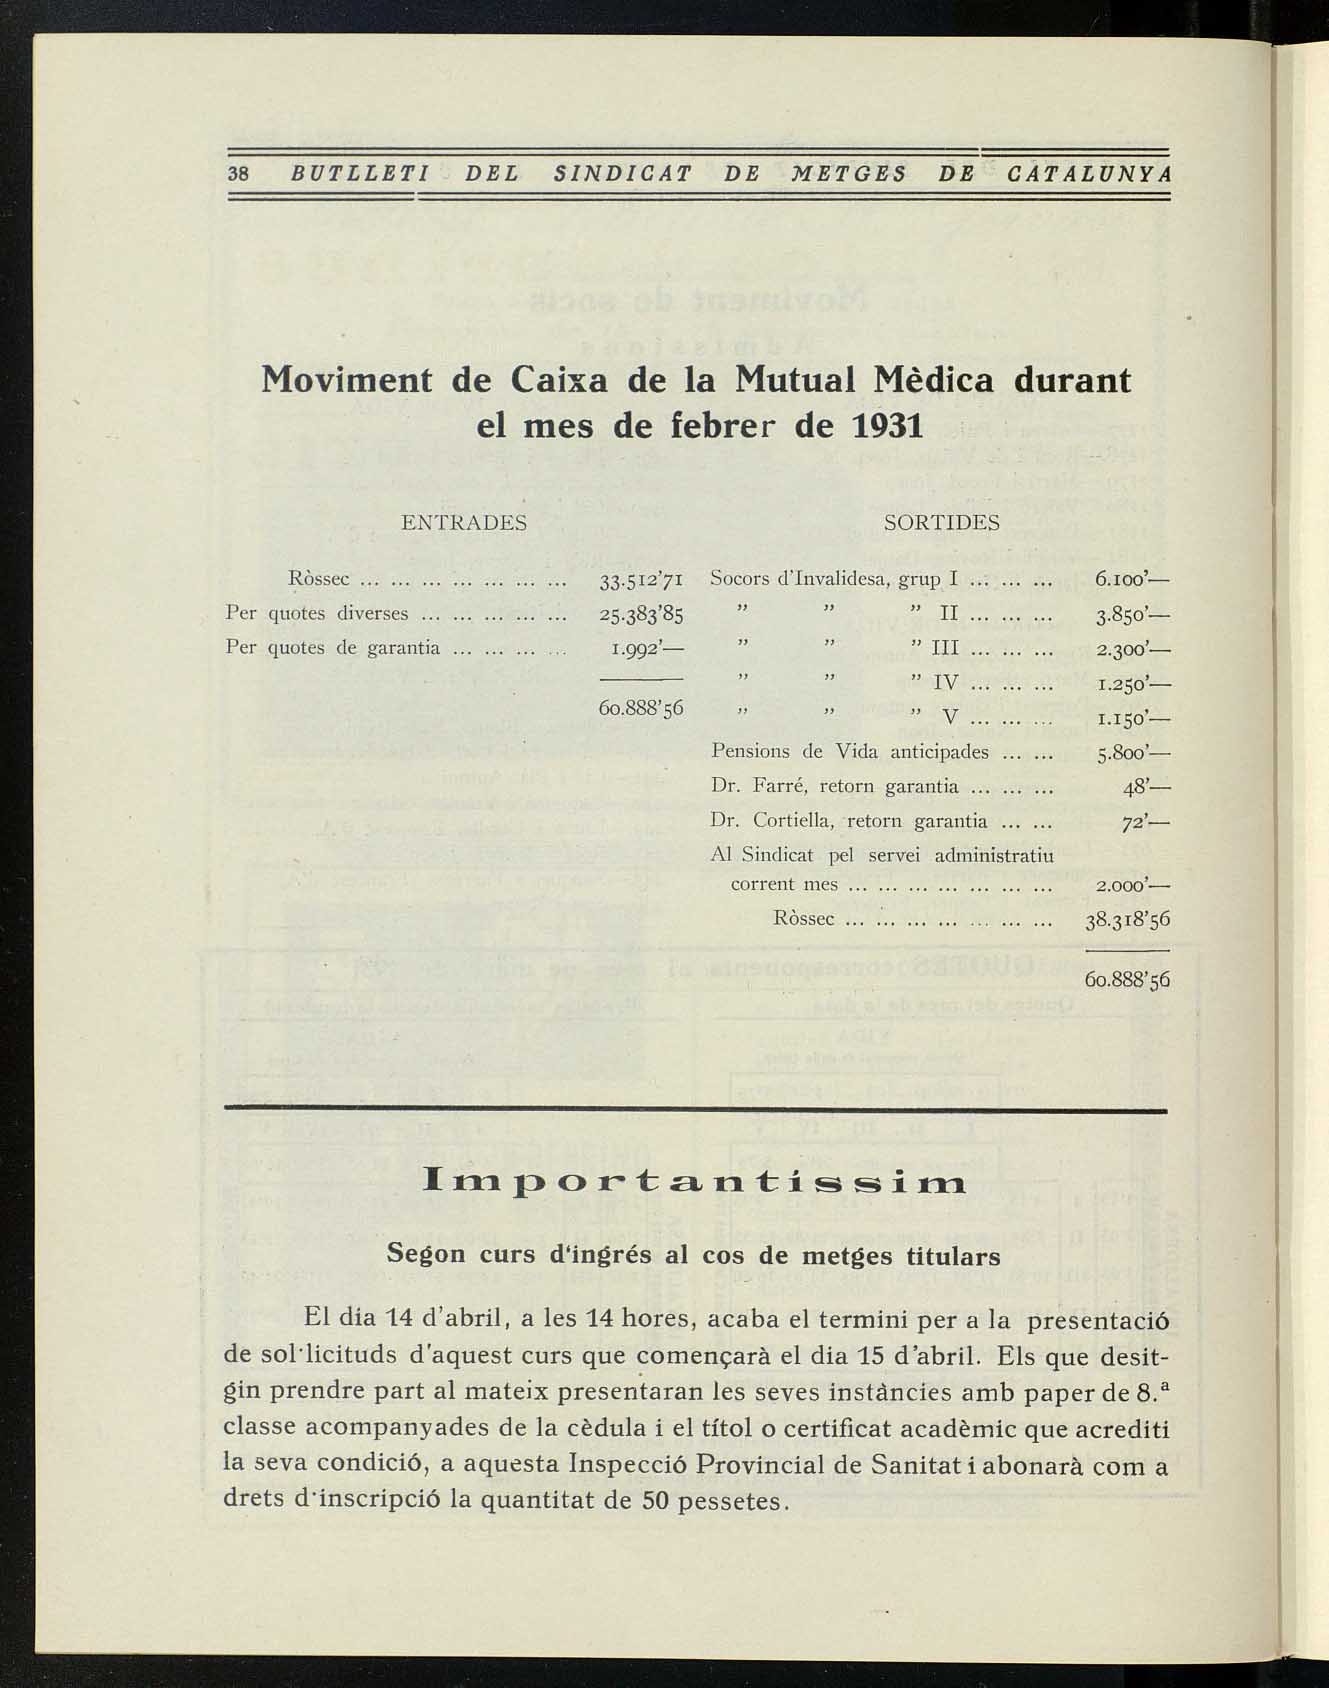 38 BUTLLETI DEL SINDICAT DE METGES DE CATALUNYA
Moviment de Caixa de la Mutual Mèdica durant
el mes de febrer de 1931
ENTRADES
Ròssec ... ... ... ... ... ... ... 33.512’71
Per quotes diverses ... ... ... ... ... 25.383’85
Per quotes de garantia ... ... ... ... 1.992’—
60.888’56
SORTIDES
Socors d’Invalidesa, grup I ... ... ... 6.100’—
” ” ” II ... ... ... 3.850’—
” ” ” III ... ... ... 2.300’—
” ” ” IV ... ... ... 1.250’—
” ” ” V ... ... ... 1.150’—
Pensions de Vida anticipades ... ... 5.800’—
Dr. Farré, retorn garantia ... ... ... 48’—
Dr. Cortiella, retorn garantia ... ... 72’—
Al Sindicat pel servei administratiu
corrent mes ... ... ... ... ... ... ... 2.000’—
Ròssec ... ... ... ... ... ... ... 38.318’56
60.888’56
Importantíssim
Segon curs d‘ingrés al cos de metges titulars
El dia 14 d’abril, a les 14 hores, acaba el termini per a la presentació
de sol·licituds d’aquest curs que començarà el dia 15 d’abril. Els que desit-
gin prendre part al mateix presentaran les seves instàncies amb paper de 8.ª
classe acompanyades de la cèdula i el títol o certificat acadèmic que acrediti
la seva condició, a aquesta Inspecció Provincial de Sanitat i abonarà com a
drets d·inscripció la quantitat de 50 pessetes.